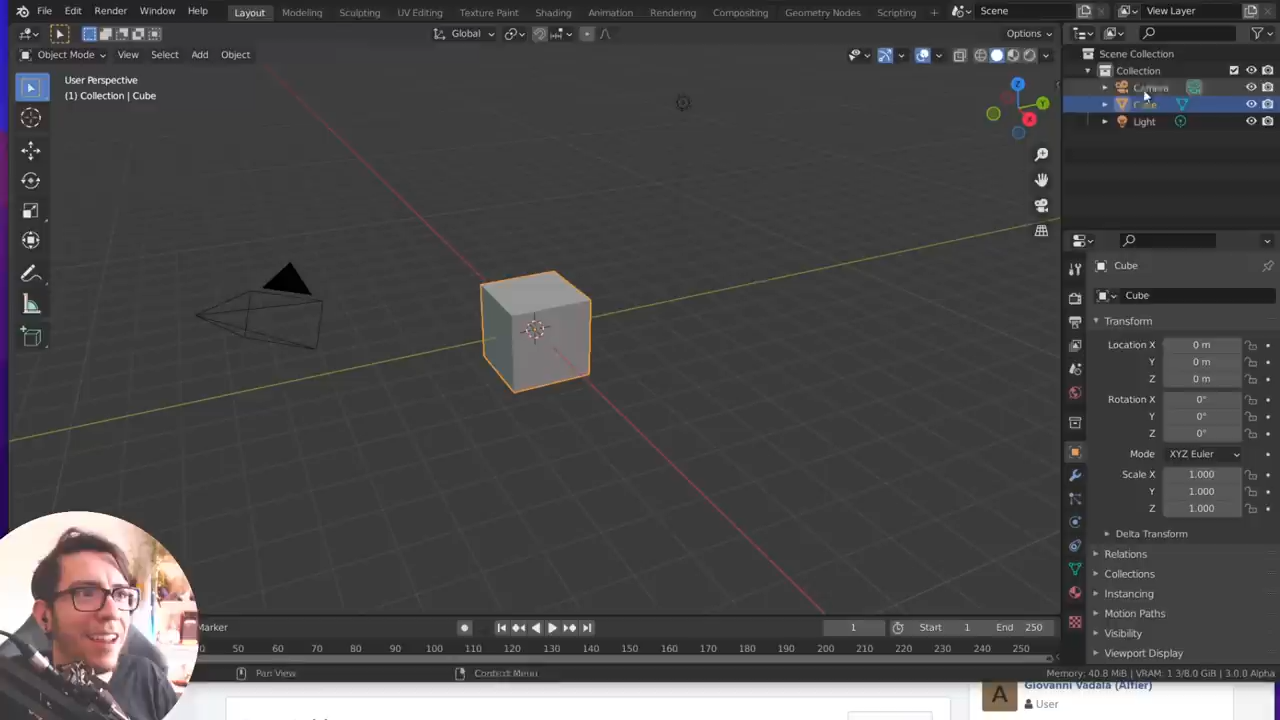 File Edit Render Window Help Layout Modeling Sculpting UV Editing Texture Paint Shading Animation Rendering Compositing Geometry Nodes Scripting + Scene View Layer
Global Options
Object Mode View Select Add Object
Scene Collection
Collection
Camera
Cube
Light
User Perspective
(1) Collection | Cube
Z
Y
X
Cube
Cube
Transform
Location X 0 m
Y 0 m
Z 0 m
Rotation X 0°
Y 0°
Z 0°
Mode XYZ Euler
Scale X 1.000
Y 1.000
Z 1.000
Delta Transform
Relations
Collections
Instancing
Motion Paths
Visibility
Viewport Display
Marker 1 Start 1 End 250
50 60 70 80 90 100 110 120 130 140 150 160 170 180 190 200 210 220 230 240 250
Pan View Context Menu Memory: 40.8 MiB | VRAM: 1.3/8.0 GiB | 3.0.0 Alpha
A
Giovanni Vadalà (Alfier)
User